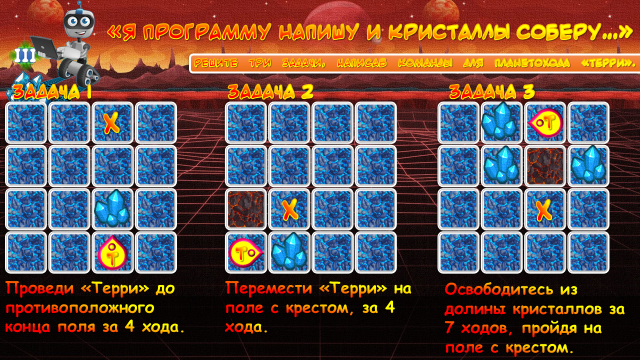 «Я ПРОГРАММУ НАПИШУ И КРИСТАЛЛЫ СОБЕРУ...»
III
РЕШИТЕ ТРИ ЗАДАЧИ, НАПИСАВ КОМАНДЫ ДЛЯ ПЛАНЕТОХОДА «ТЕРРИ».
ЗАДАЧА 1
ЗАДАЧА 2
ЗАДАЧА 3
X
T
X
T
T
X
Проведи «Терри» до
противоположного
конца поля за 4 хода.
Перемести «Терри» на
поле с крестом, за 4
хода.
Освободитесь из
долины кристаллов за
7 ходов, пройдя на
поле с крестом.